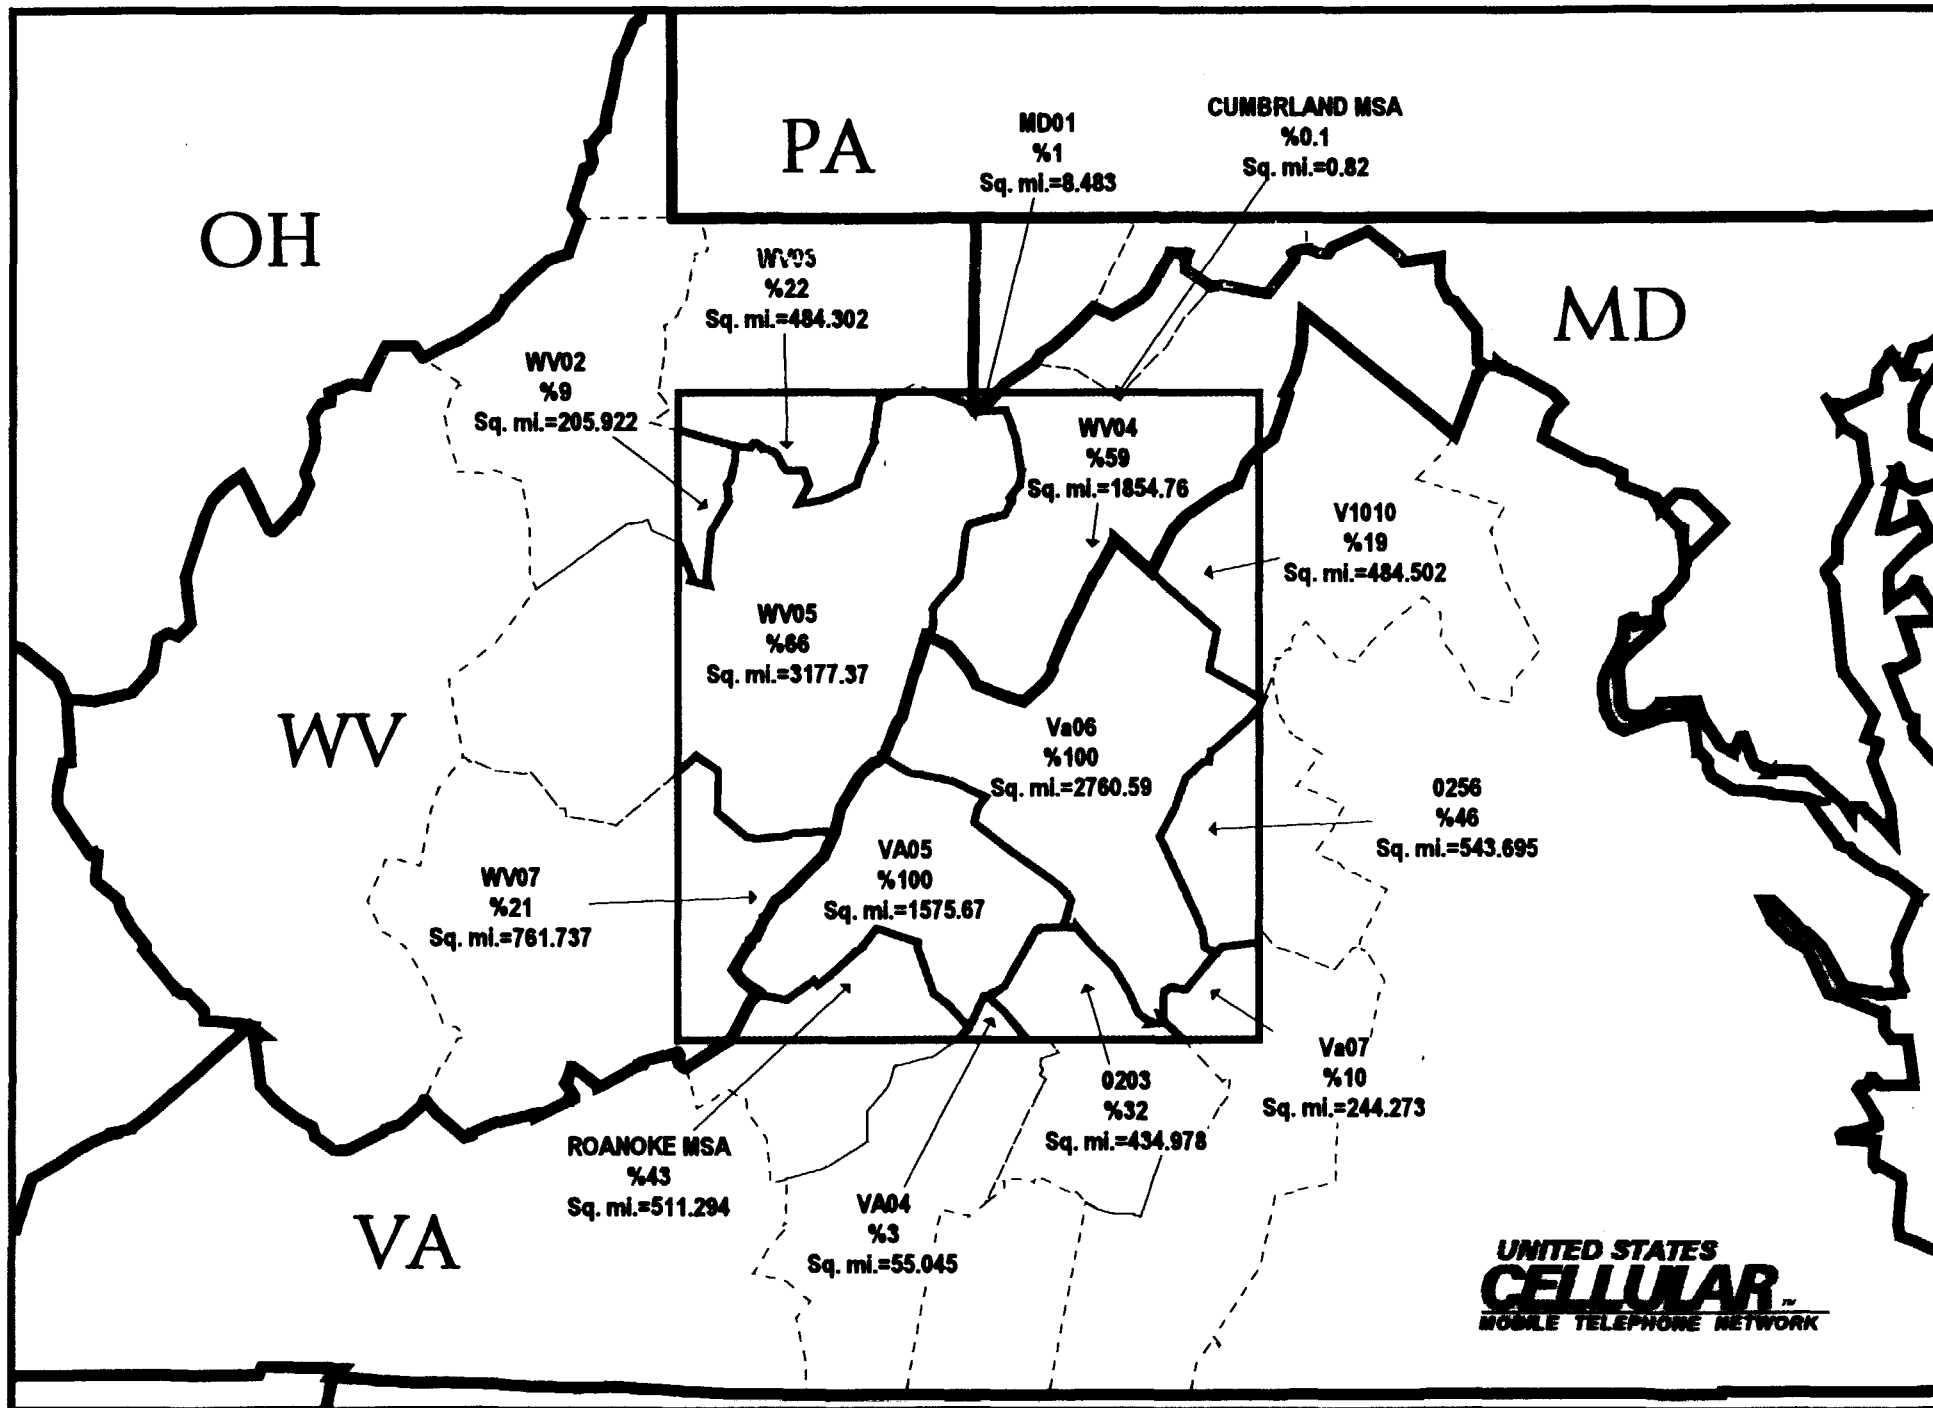 CUMBRLAND MSA
%0.1
Sq. mi.=0.82
MD01
%1
Sq. mi.=8.483
PA
OH
MD
%22
Sq. mi.=484.302
WV02
%9
Sq. mi.=205.922
WV04
%59
Sq. mi.=1854.76
V1010
%19
Sq. mi.=484.502
WV05
%66
Sq. mi.=3177.37
WV
Va06
%100
Sq. mi.=2760.59
0256
%46
Sq. mi.=543.695
VA05
%100
Sq. mi.=1575.67
WV07
%21
Sq. mi.=761.737
Va07
%10
Sq. mi.=244.273
0203
%32
Sq. mi.=434.978
ROANOKE MSA
%43
Sq. mi.=511.294
VA04
%3
Sq. mi.=55.045
VA
UNITED STATES
CELLULAR
TM
MOBILE TELEPHONE NETWORK